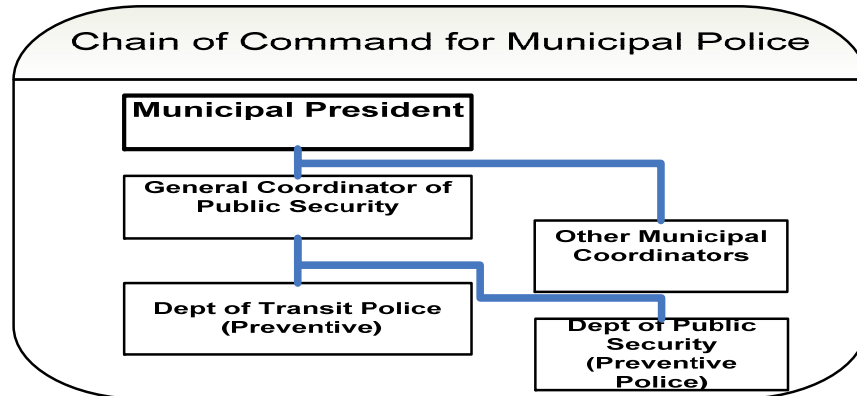 Chain of Command for Municipal Police
Municipal President
General Coordinator of
Public Security
Other Municipal
Coordinators
Dept of Transit Police
(Preventive)
Dept of Public
Security
(Preventive
Police)